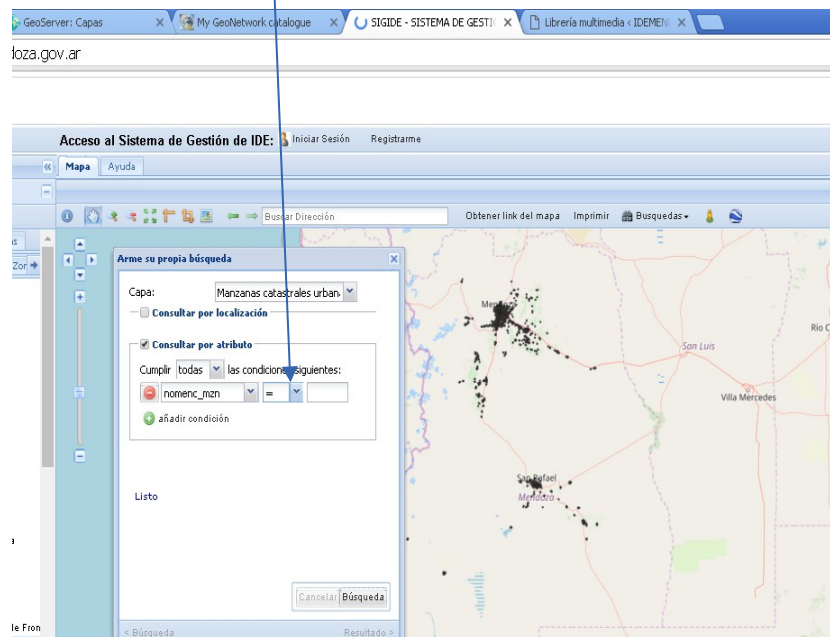 GeoServer: Capas
My GeoNetwork catalogue
SIGIDE - SISTEMA DE GESTI
Librería multimedia < IDEMEN
doza.gov.ar
Acceso al Sistema de Gestión de IDE: Iniciar Sesión Registrarme
Mapa Ayuda
Buscar Dirección
Obtener link del mapa Imprimir Busquedas
Zor
Arme su propia búsqueda
Capa: Manzanas catastrales urban.
Consultar por localización
Consultar por atributo
Cumplir todas las condiciones siguientes:
nomenc_mzn =
añadir condición
Listo
Cancelar Búsqueda
< Búsqueda Resultado >
le Fron
San Luis
Rio C
Villa Mercedes
San Rafael
Mendoza